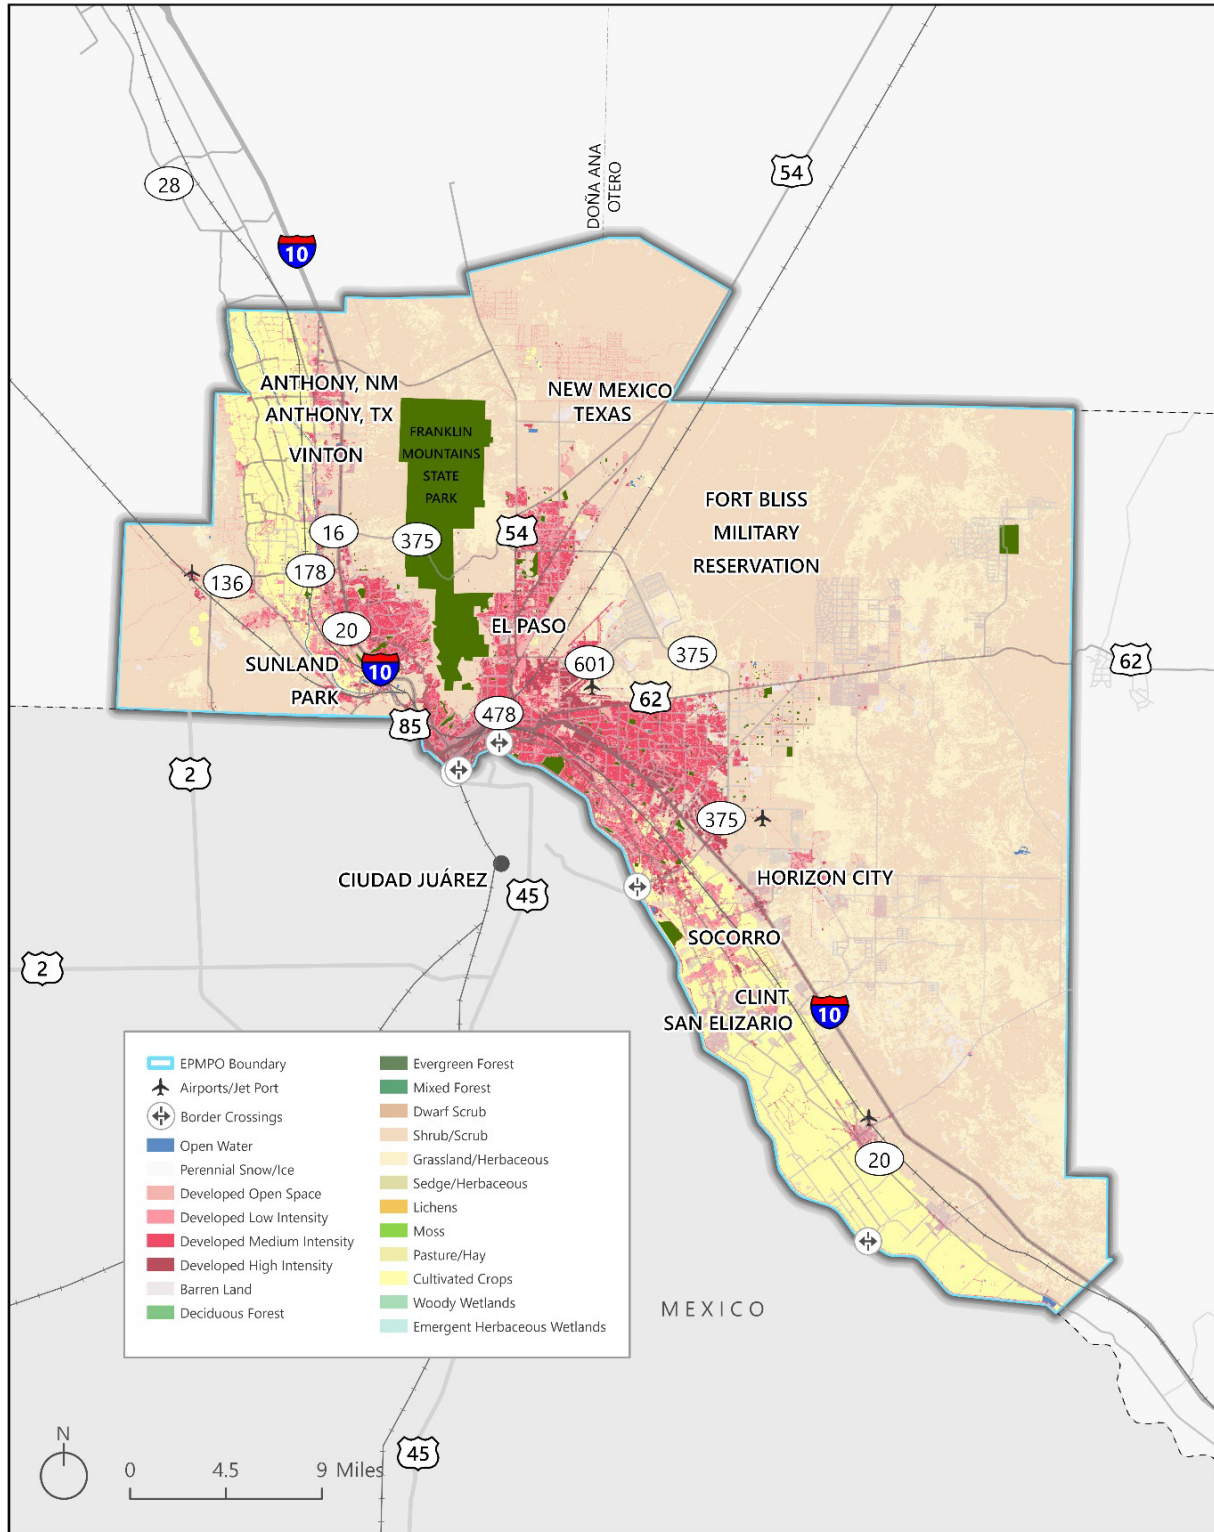 DOÑA ANA
OTERO
54
28
10
ANTHONY, NM
ANTHONY, TX
VINTON
NEW MEXICO
TEXAS
FRANKLIN
MOUNTAINS
STATE
PARK
FORT BLISS
MILITARY
RESERVATION
16
375
54
136
178
20
EL PASO
601
375
62
SUNLAND
PARK
10
62
85
478
2
375
CIUDAD JUÁREZ
45
HORIZON CITY
SOCORRO
2
CLINT
SAN ELIZARIO
10
20
MEXICO
EPMPO Boundary
Airports/Jet Port
Border Crossings
Open Water
Perennial Snow/Ice
Developed Open Space
Developed Low Intensity
Developed Medium Intensity
Developed High Intensity
Barren Land
Deciduous Forest
Evergreen Forest
Mixed Forest
Dwarf Scrub
Shrub/Scrub
Grassland/Herbaceous
Sedge/Herbaceous
Lichens
Moss
Pasture/Hay
Cultivated Crops
Woody Wetlands
Emergent Herbaceous Wetlands
45
N
0 4.5 9 Miles